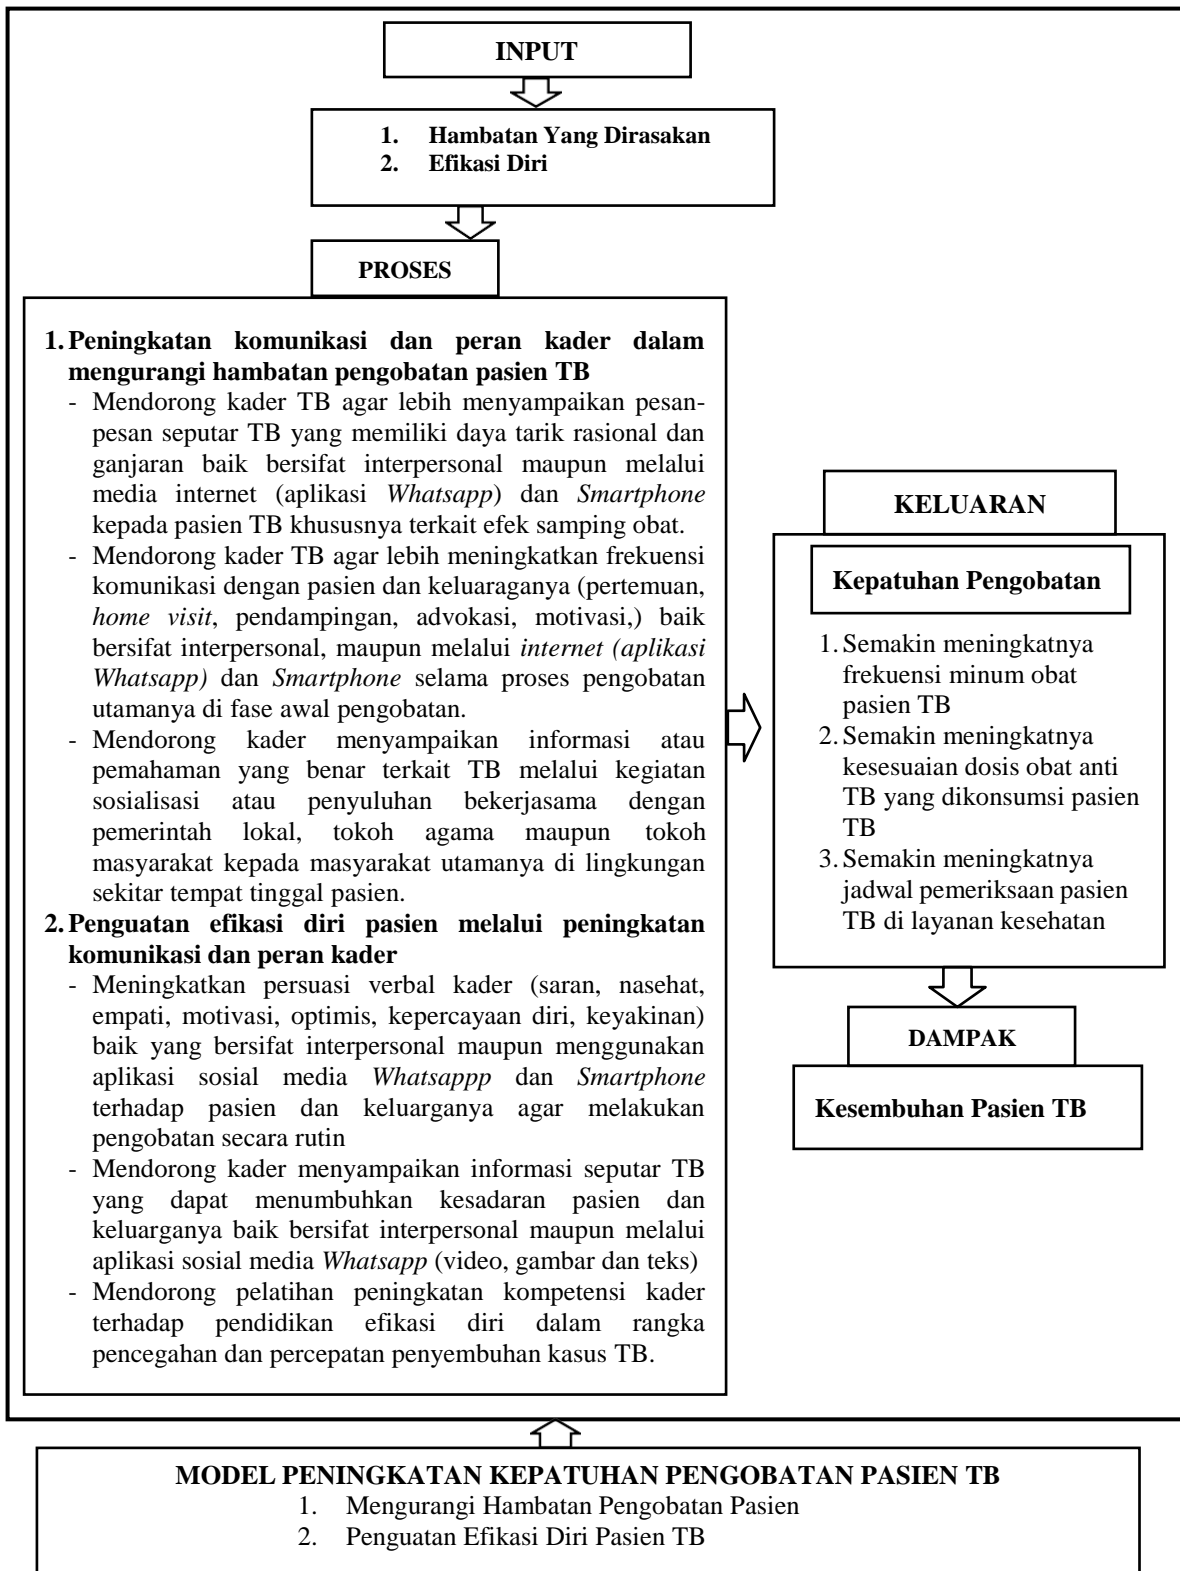 INPUT
1. Hambatan Yang Dirasakan
2. Efikasi Diri
PROSES
1. Peningkatan komunikasi dan peran kader dalam
mengurangi hambatan pengobatan pasien TB
- Mendorong kader TB agar lebih menyampaikan pesan-
pesan seputar TB yang memiliki daya tarik rasional dan
ganjaran baik bersifat interpersonal maupun melalui
media internet (aplikasi Whatsapp) dan Smartphone
kepada pasien TB khususnya terkait efek samping obat.
- Mendorong kader TB agar lebih meningkatkan frekuensi
komunikasi dengan pasien dan keluaraganya (pertemuan,
home visit, pendampingan, advokasi, motivasi,) baik
bersifat interpersonal, maupun melalui internet (aplikasi
Whatsapp) dan Smartphone selama proses pengobatan
utamanya di fase awal pengobatan.
- Mendorong kader menyampaikan informasi atau
pemahaman yang benar terkait TB melalui kegiatan
sosialisasi atau penyuluhan bekerjasama dengan
pemerintah lokal, tokoh agama maupun tokoh
masyarakat kepada masyarakat utamanya di lingkungan
sekitar tempat tinggal pasien.
2. Penguatan efikasi diri pasien melalui peningkatan
komunikasi dan peran kader
- Meningkatkan persuasi verbal kader (saran, nasehat,
empati, motivasi, optimis, kepercayaan diri, keyakinan)
baik yang bersifat interpersonal maupun menggunakan
aplikasi sosial media Whatsappp dan Smartphone
terhadap pasien dan keluarganya agar melakukan
pengobatan secara rutin
- Mendorong kader menyampaikan informasi seputar TB
yang dapat menumbuhkan kesadaran pasien dan
keluarganya baik bersifat interpersonal maupun melalui
aplikasi sosial media Whatsapp (video, gambar dan teks)
- Mendorong pelatihan peningkatan kompetensi kader
terhadap pendidikan efikasi diri dalam rangka
pencegahan dan percepatan penyembuhan kasus TB.
KELUARAN
Kepatuhan Pengobatan
1. Semakin meningkatnya
frekuensi minum obat
pasien TB
2. Semakin meningkatnya
kesesuaian dosis obat anti
TB yang dikonsumsi pasien
TB
3. Semakin meningkatnya
jadwal pemeriksaan pasien
TB di layanan kesehatan
DAMPAK
Kesembuhan Pasien TB
MODEL PENINGKATAN KEPATUHAN PENGOBATAN PASIEN TB
1. Mengurangi Hambatan Pengobatan Pasien
2. Penguatan Efikasi Diri Pasien TB